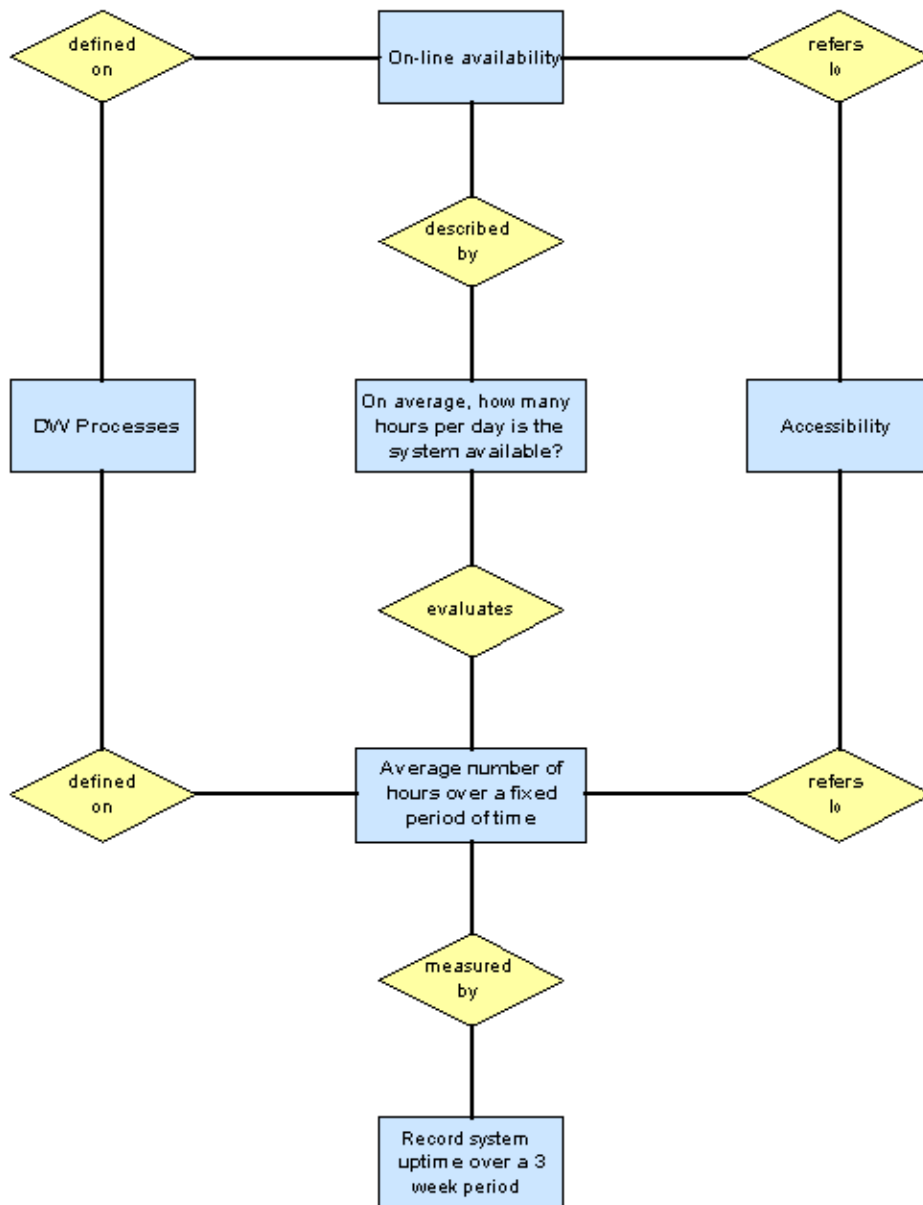 defined
on
On-line availability
refers
to
described
by
DW Processes
On average, how many
hours per day is the
system available?
Accessibility
evaluates
defined
on
Average number of
hours over a fixed
period of time
refers
to
measured
by
Record system
uptime over a 3
week period